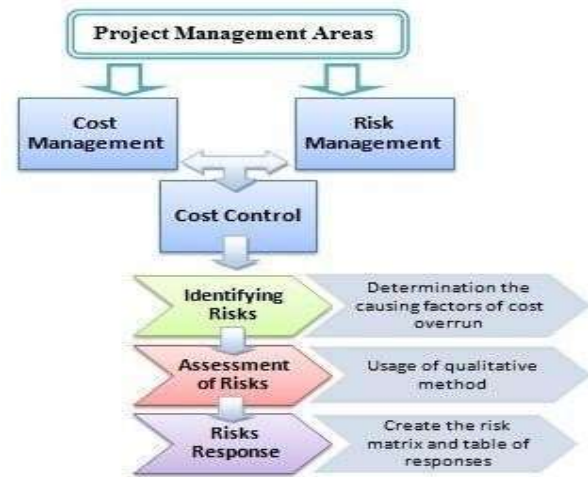 Project Management Areas
Cost
Management
Risk
Management
Cost Control
Identifying
Risks
Determination the
causing factors of cost
overrun
Assessment
of Risks
Usage of qualitative
method
Risks
Response
Create the risk
matrix and table of
responses